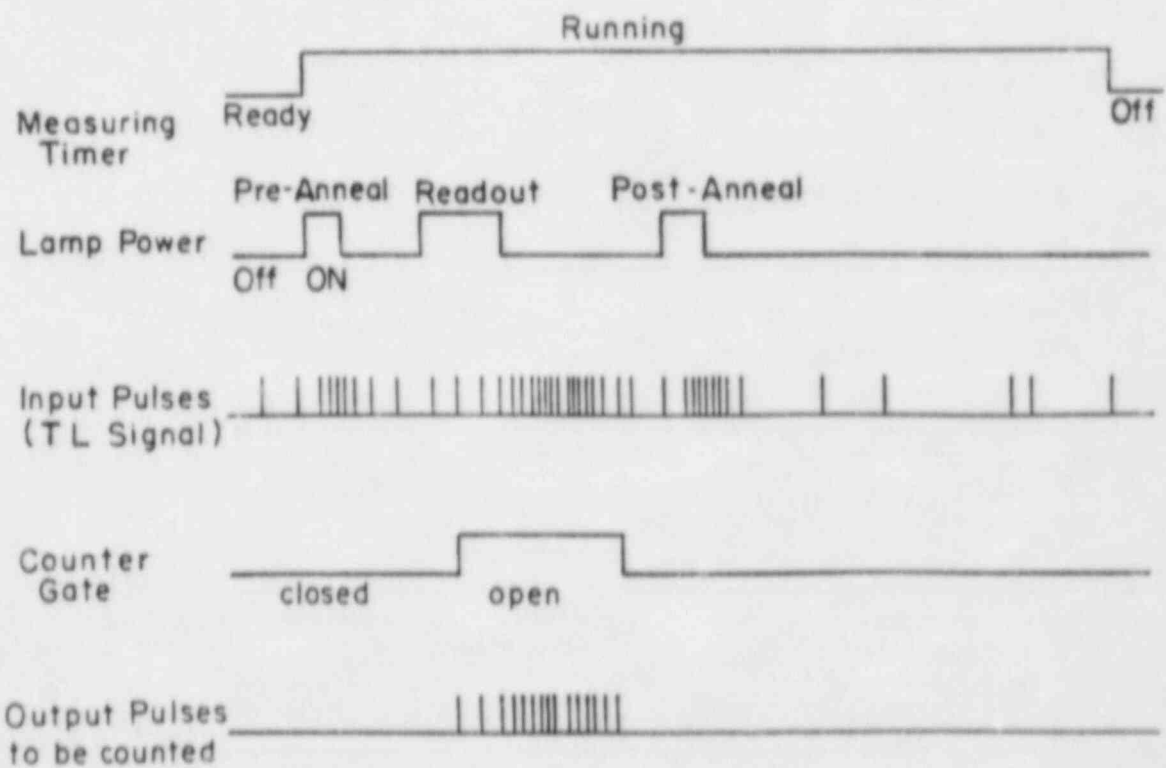 Running
Ready
Off
Measuring
Timer
Pre-Anneal
Readout
Post-Anneal
Lamp Power
Off
ON
Input Pulses
(TL Signal)
Counter
Gate
closed
open
Output Pulses
to be counted